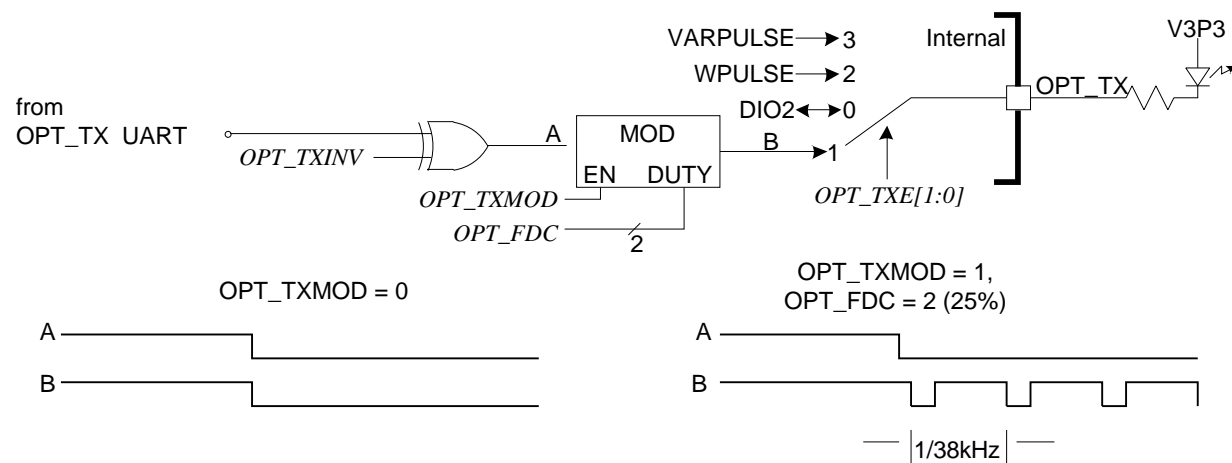 VARPULSE 3
Internal
V3P3
WPULSE 2
from
OPT_TX UART
DIO2 0
OPT_TX
A
MOD
B
1
OPT_TXINV
EN DUTY
OPT_TXMOD
OPT_TXE[1:0]
OPT_FDC
2
OPT_TXMOD = 0
OPT_TXMOD = 1,
OPT_FDC = 2 (25%)
A
B
A
B
1/38kHz